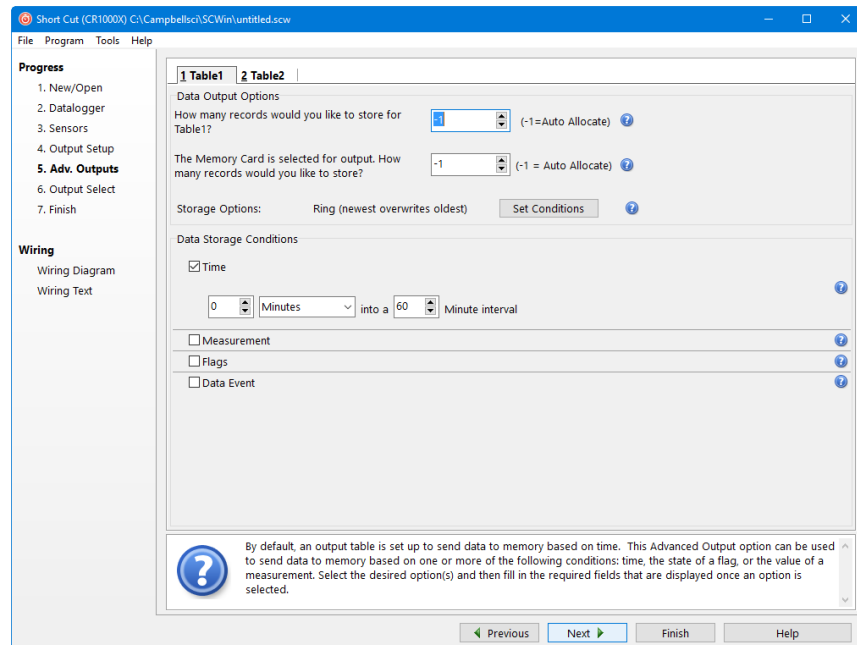 Short Cut (CR1000X) C:\Campbellsci\SCWin\untitled.scw
File Program Tools Help
Progress
1. New/Open
2. Datalogger
3. Sensors
4. Output Setup
5. Adv. Outputs
6. Output Select
7. Finish
Wiring
Wiring Diagram
Wiring Text
1 Table1 2 Table2
Data Output Options
How many records would you like to store for
Table1?
-1 (-1=Auto Allocate)
The Memory Card is selected for output. How
many records would you like to store?
-1 (-1 = Auto Allocate)
Storage Options: Ring (newest overwrites oldest) Set Conditions
Data Storage Conditions
Time
0 Minutes into a 60 Minute interval
Measurement
Flags
Data Event
By default, an output table is set up to send data to memory based on time. This Advanced Output option can be used
to send data to memory based on one or more of the following conditions: time, the state of a flag, or the value of a
measurement. Select the desired option(s) and then fill in the required fields that are displayed once an option is
selected.
Previous Next Finish Help